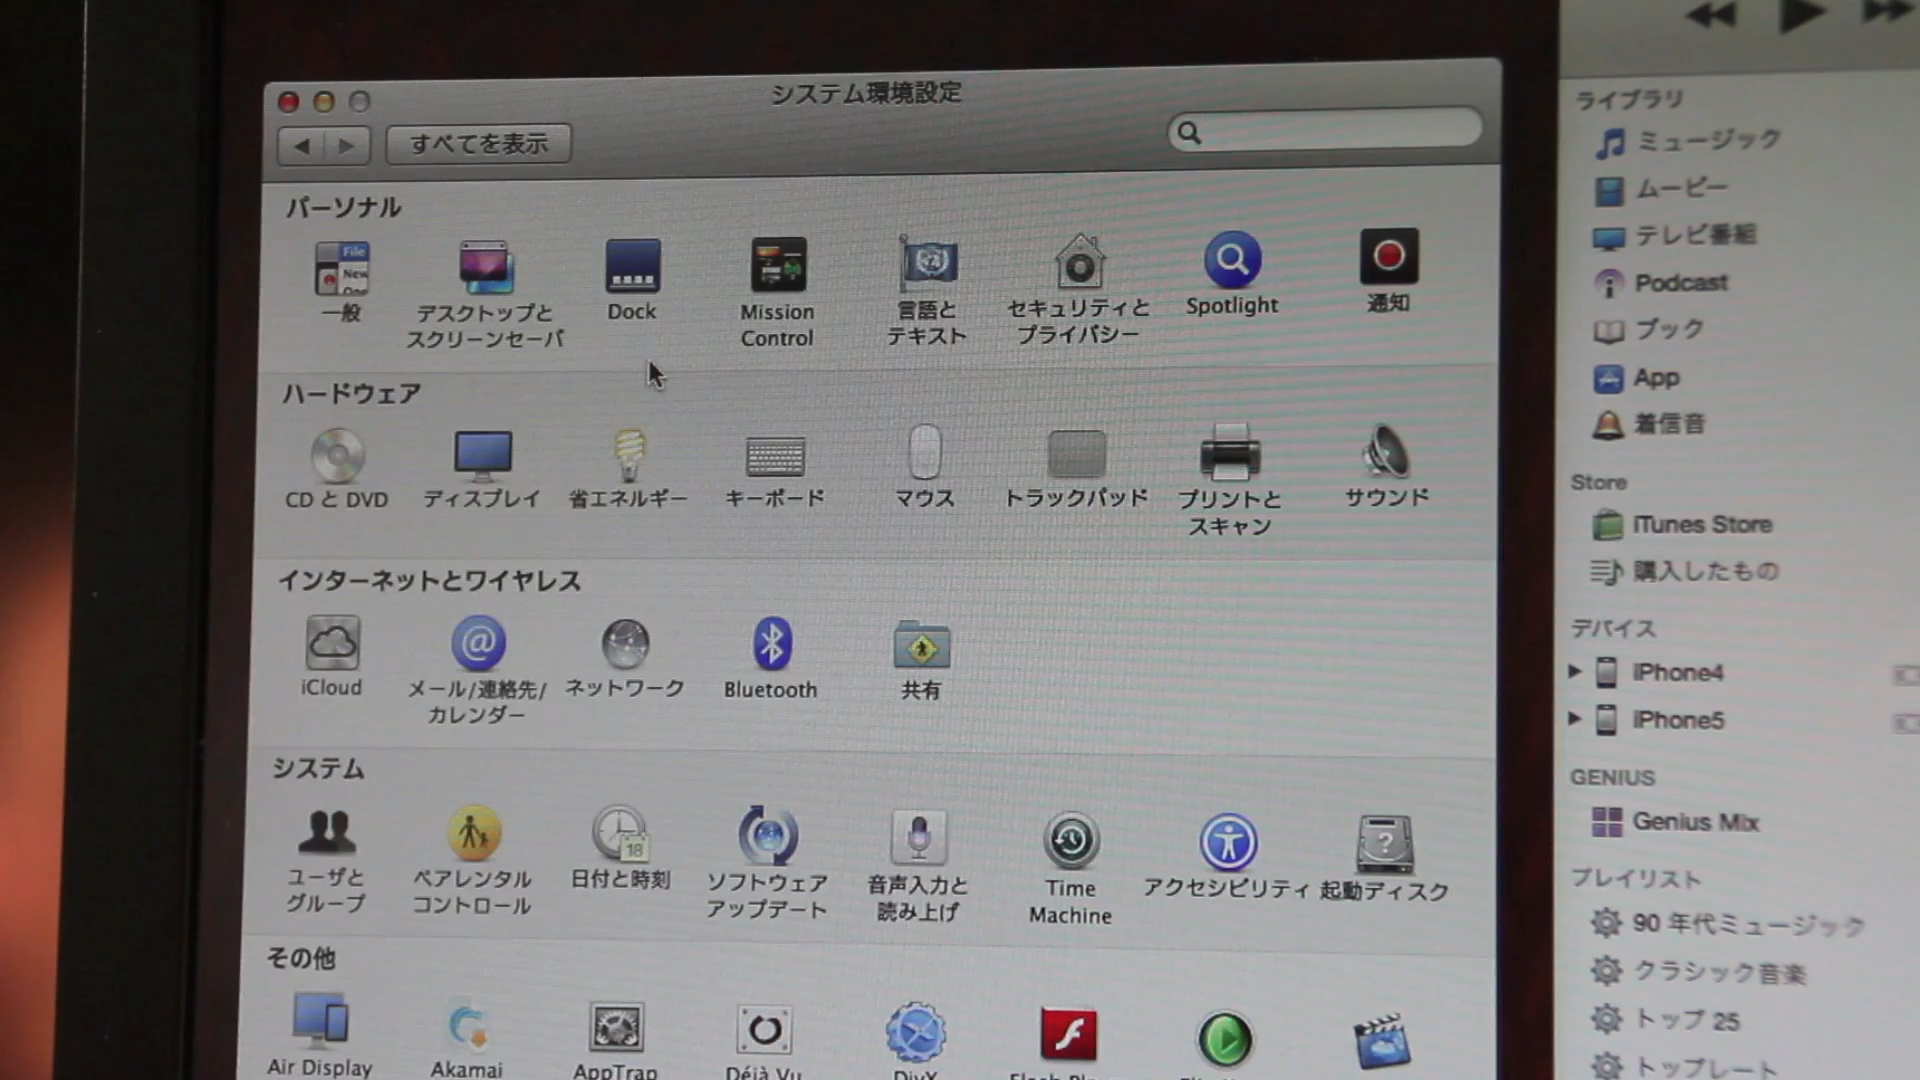 システム環境設定
すべてを表示
パーソナル
File
New
一般
デスクトップと
スクリーンセーバ
Dock
Mission
Control
言語と
テキスト
セキュリティと
プライバシー
Spotlight
通知
ハードウェア
CD と DVD
ディスプレイ
省エネルギー
キーボード
マウス
トラックパッド
プリントと
スキャン
サウンド
インターネットとワイヤレス
iCloud
メール/連絡先/
カレンダー
ネットワーク
Bluetooth
共有
システム
ユーザと
グループ
ペアレンタル
コントロール
18
日付と時刻
ソフトウェア
アップデート
音声入力と
読み上げ
Time
Machine
アクセシビリティ
起動ディスク
その他
Air Display
Akamai
AppTrap
Déjà Vu
DivX
ライブラリ
ミュージック
ムービー
テレビ番組
Podcast
ブック
App
着信音
Store
iTunes Store
購入したもの
デバイス
iPhone4
iPhone5
GENIUS
Genius Mix
プレイリスト
90 年代ミュージック
クラシック音楽
トップ 25
トップレート